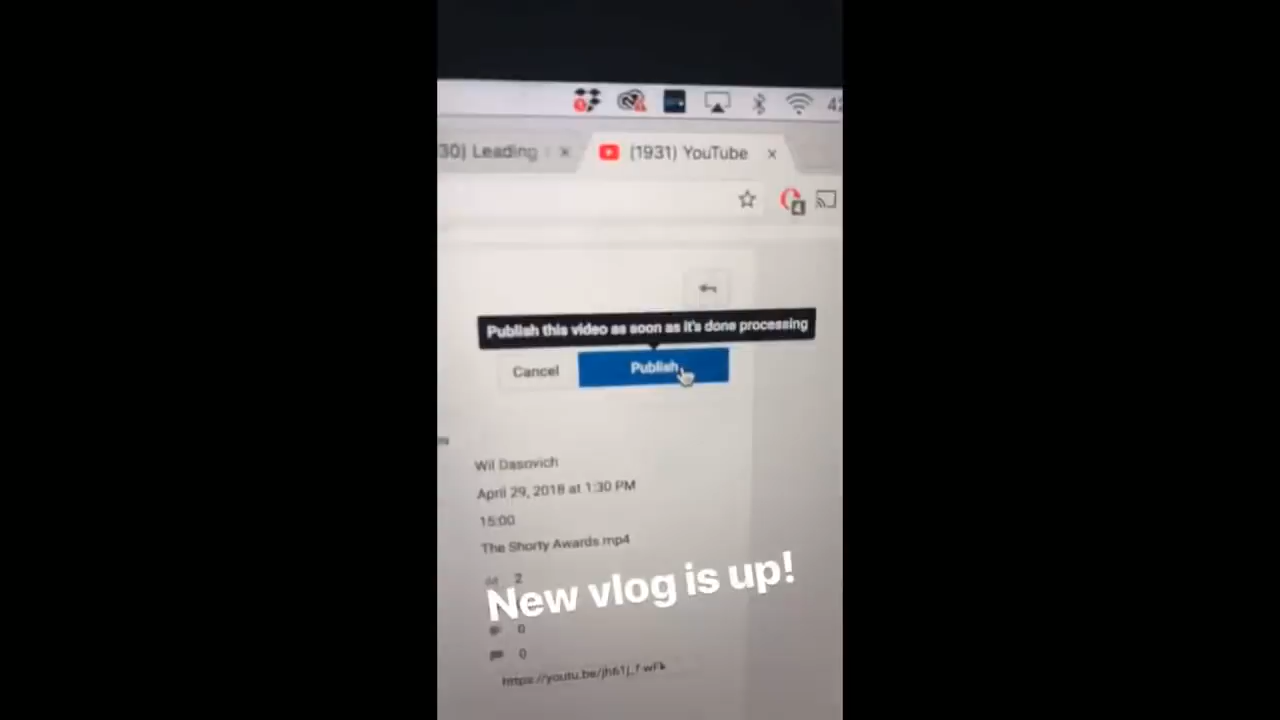 30) Leading
(1931) YouTube
4
Publish this video as soon as it's done processing
Cancel
Publish
Wil Dasovich
April 29, 2018 at 1:30 PM
15:00
The Shorty Awards.mp4
2
New vlog is up!
0
0